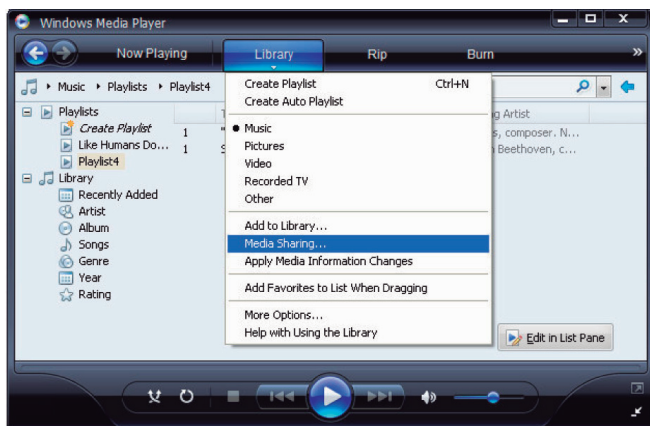 Windows Media Player
Now Playing
Library
Rip
Burn
»
Music ▸ Playlists ▸ Playlist4
Playlists
Create Playlist
Like Humans Do...
Playlist4
Library
Recently Added
Artist
Album
Songs
Genre
Year
Rating
1
1
Create Playlist Ctrl+N
Create Auto Playlist
Music
Pictures
Video
Recorded TV
Other
Add to Library...
Media Sharing...
Apply Media Information Changes
Add Favorites to List When Dragging
More Options...
Help with Using the Library
Artist
composer. N...
Beethoven, c...
Edit in List Pane